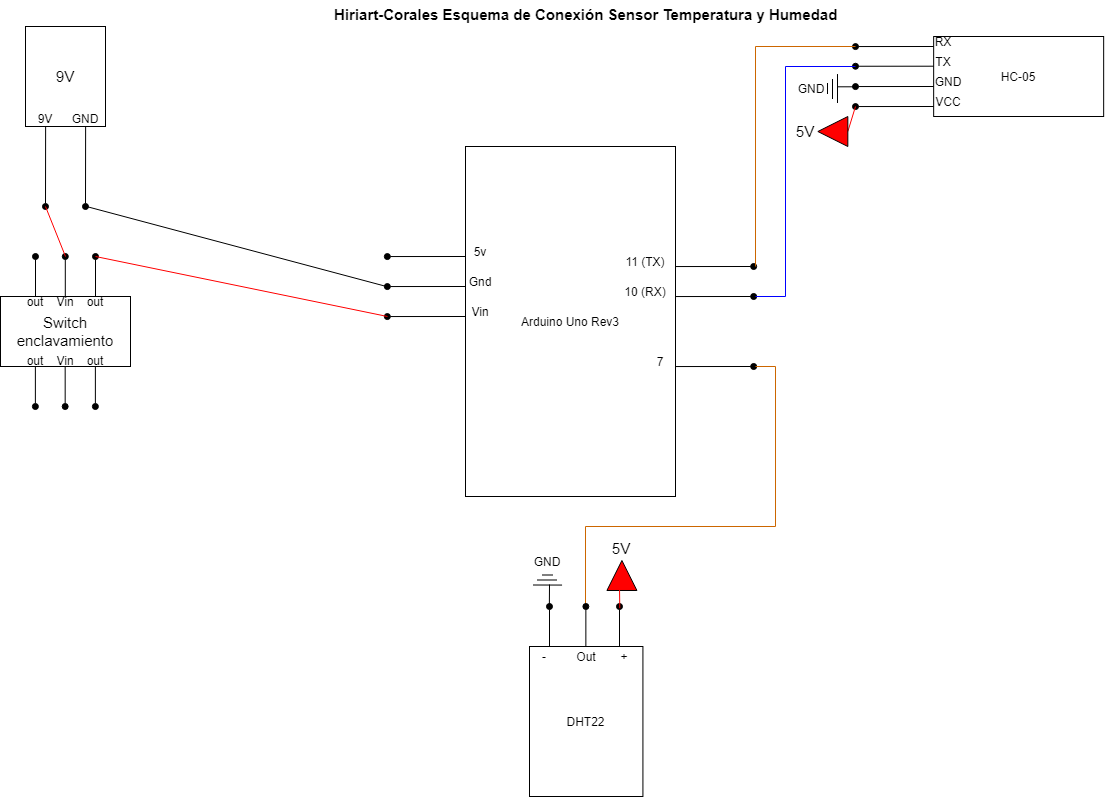 Hiriart-Corales Esquema de Conexión Sensor Temperatura y Humedad
9V
9V GND
out Vin out
Switch
enclavamiento
out Vin out
5v
Gnd
Vin
Arduino Uno Rev3
11 (TX)
10 (RX)
7
RX
TX
GND
VCC
HC-05
GND
5V
GND
5V
- Out +
DHT22